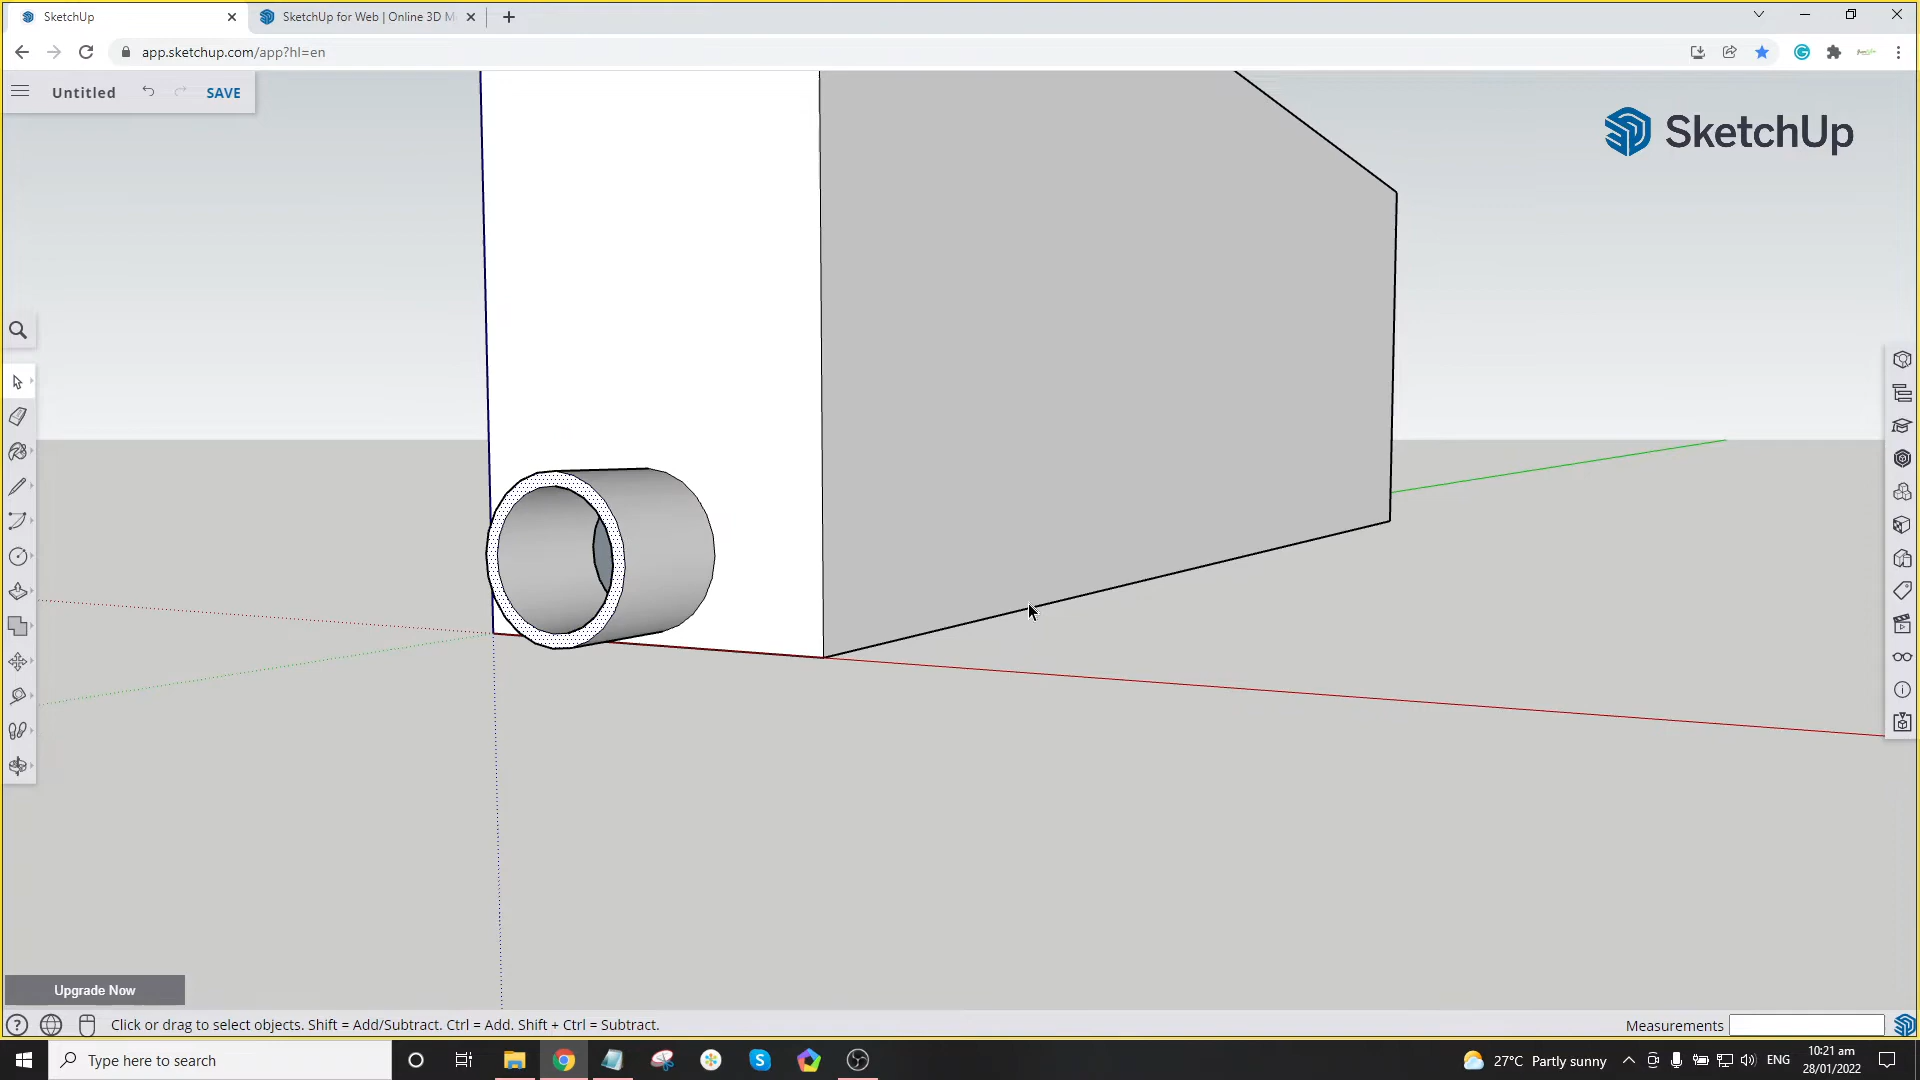 SketchUp
SketchUp for Web | Online 3D M
app.sketchup.com/app?hl=en
Untitled
SAVE
SketchUp
Upgrade Now
Click or drag to select objects. Shift = Add/Subtract. Ctrl = Add. Shift + Ctrl = Subtract.
Measurements
Type here to search
27°C Partly sunny
ENG
10:21 am
28/01/2022